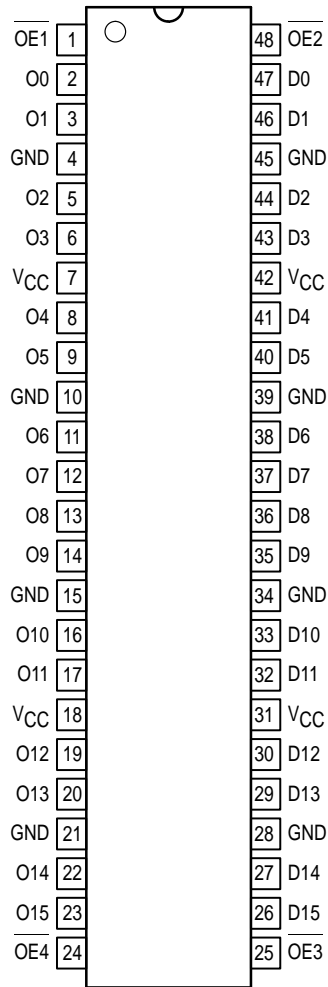 O̅E̅1̅ 1 48 O̅E̅2̅
O0 2 47 D0
O1 3 46 D1
GND 4 45 GND
O2 5 44 D2
O3 6 43 D3
VCC 7 42 VCC
O4 8 41 D4
O5 9 40 D5
GND 10 39 GND
O6 11 38 D6
O7 12 37 D7
O8 13 36 D8
O9 14 35 D9
GND 15 34 GND
O10 16 33 D10
O11 17 32 D11
VCC 18 31 VCC
O12 19 30 D12
O13 20 29 D13
GND 21 28 GND
O14 22 27 D14
O15 23 26 D15
O̅E̅4̅ 24 25 O̅E̅3̅